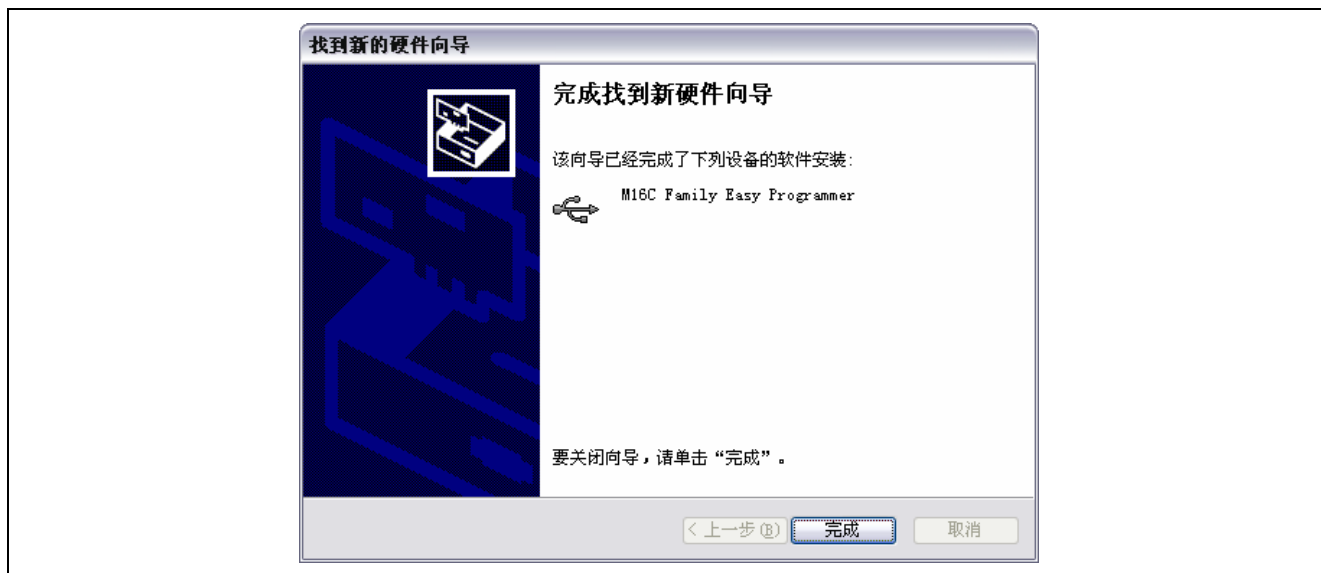 找到新的硬件向导
完成找到新硬件向导
该向导已经完成了下列设备的软件安装:
M16C Family Easy Programmer
要关闭向导，请单击“完成”。
< 上一步(B)
完成
取消